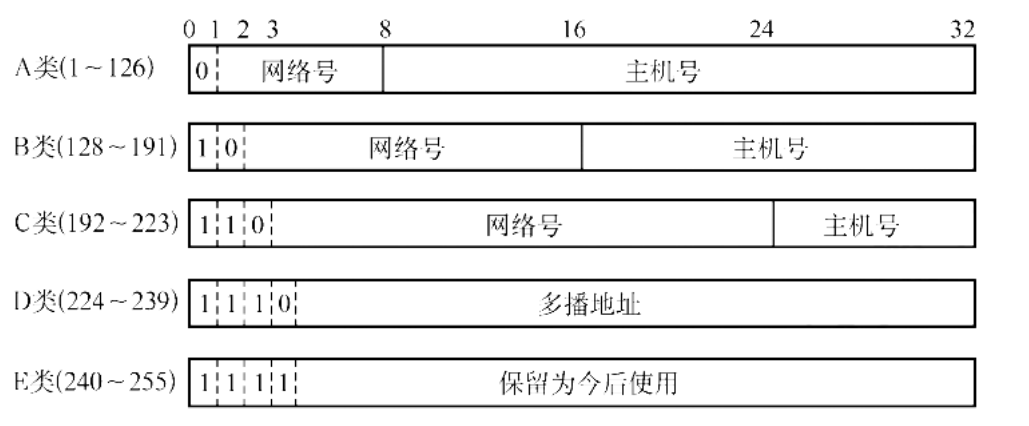 0 1 2 3 8 16 24 32
A类(1～126) 0 网络号 主机号
B类(128～191) 1 0 网络号 主机号
C类(192～223) 1 1 0 网络号 主机号
D类(224～239) 1 1 1 0 多播地址
E类(240～255) 1 1 1 1 保留为今后使用